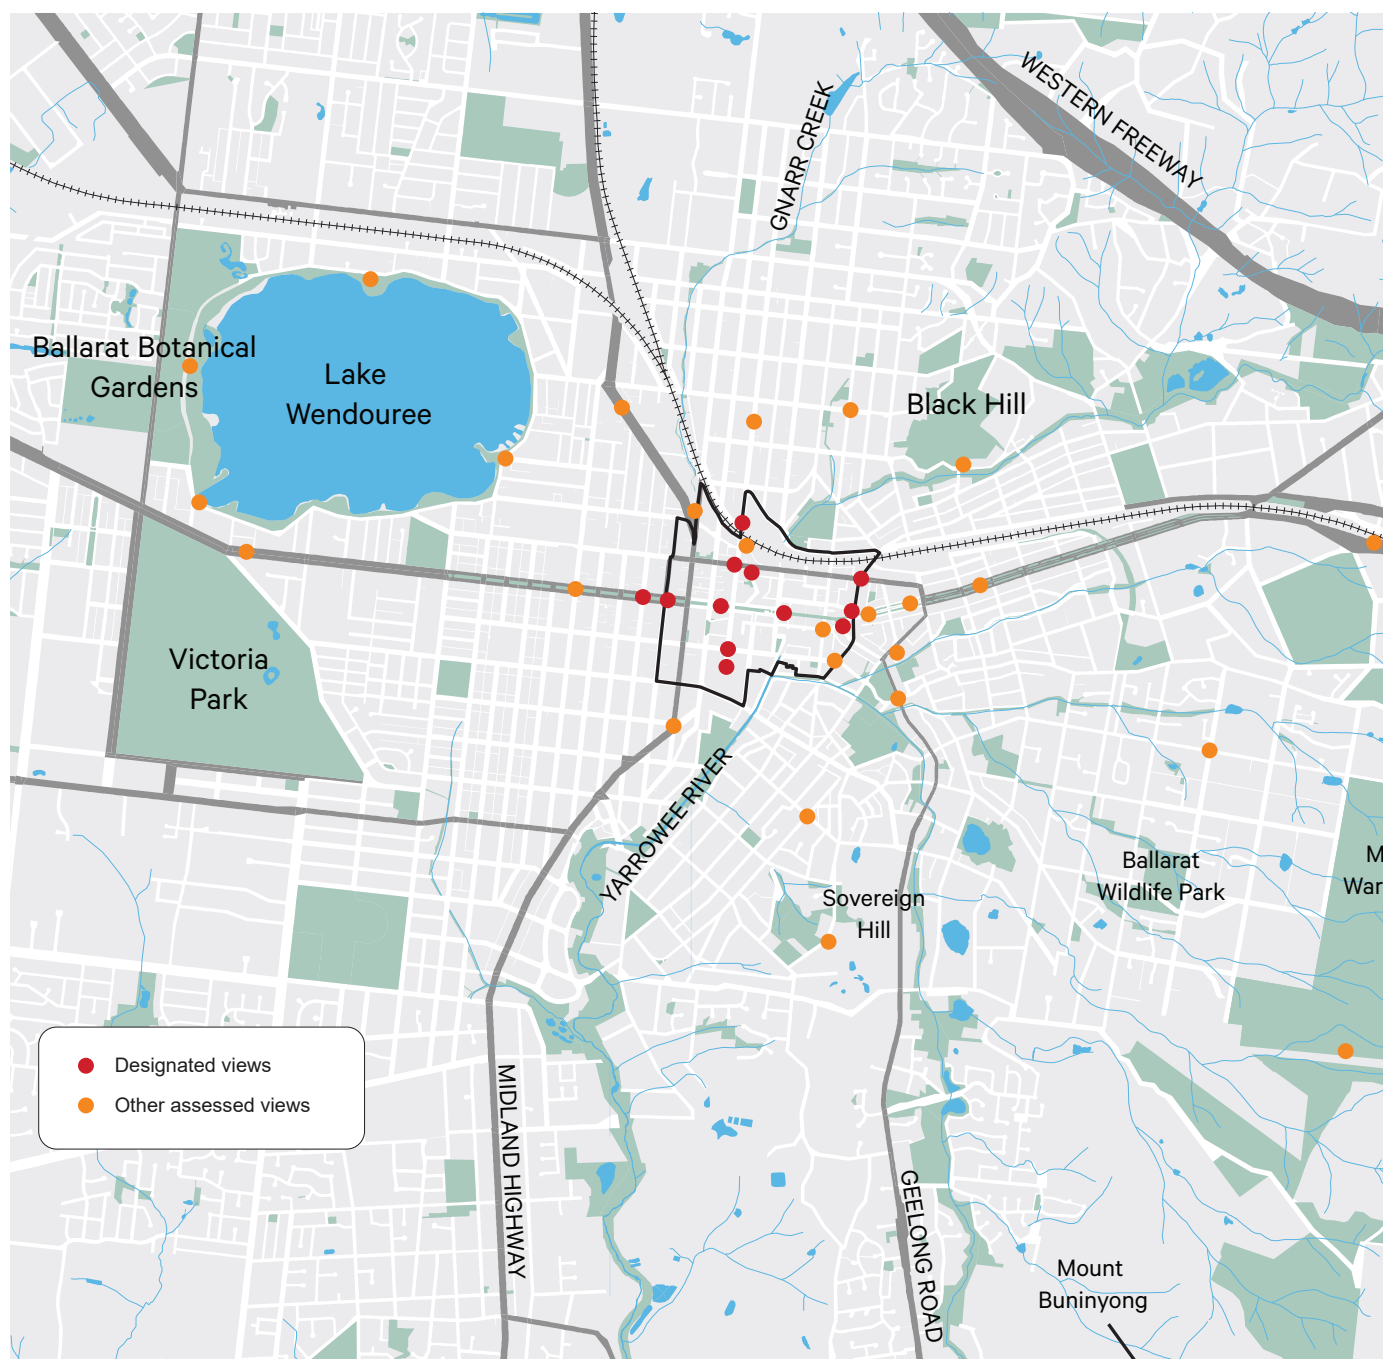 WESTERN FREEWAY
GNARR CREEK
Ballarat Botanical
Gardens
Lake
Wendouree
Black Hill
Victoria
Park
YARROWEE RIVER
Ballarat
Wildlife Park
M
War
Sovereign
Hill
Designated views
Other assessed views
MIDLAND HIGHWAY
GEELONG ROAD
Mount
Buninyong